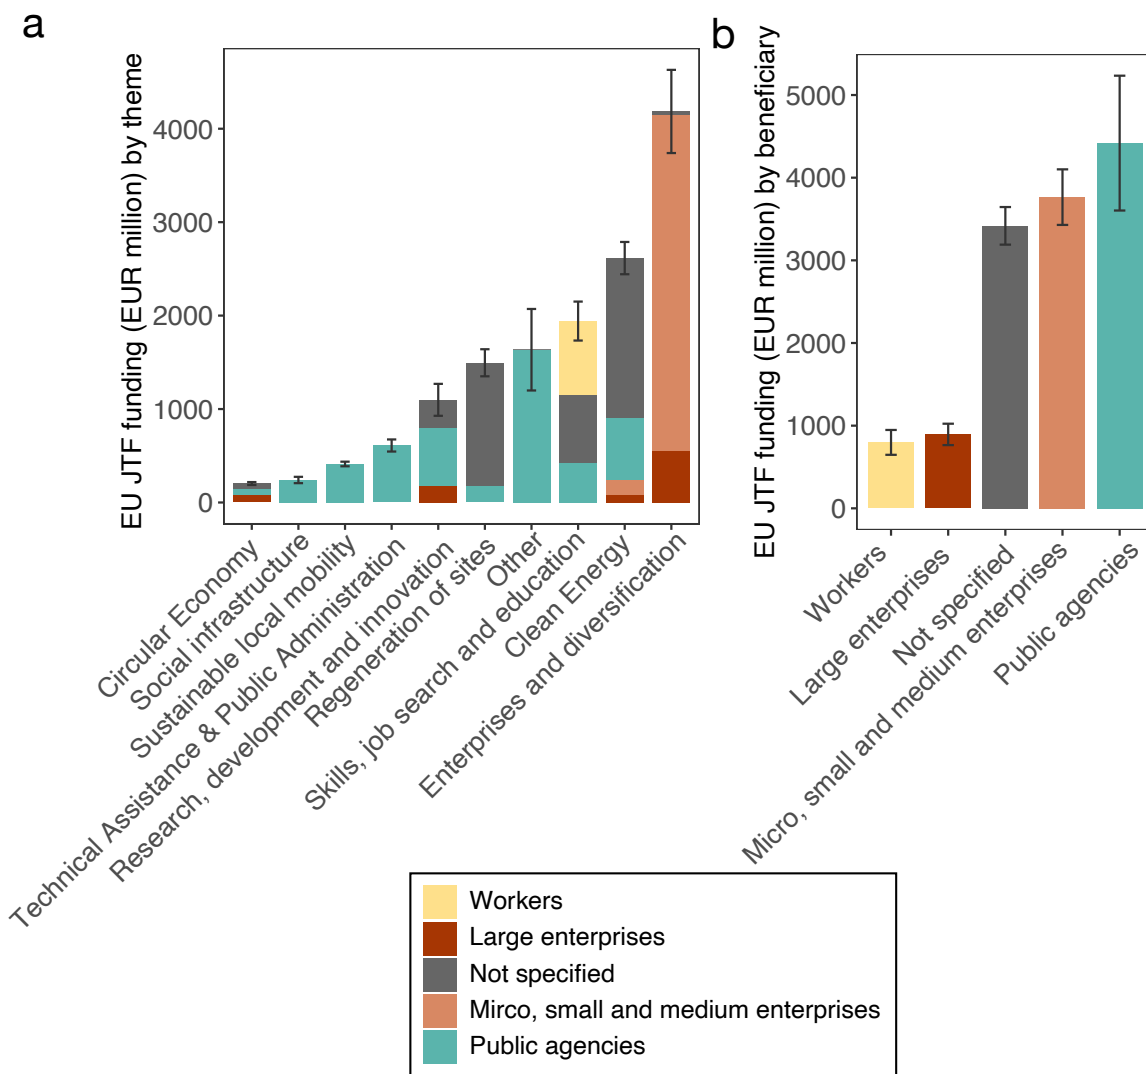 a
EU JTF funding (EUR million) by theme
4000
3000
2000
1000
0
Circular Economy
Social infrastructure
Sustainable local mobility
Technical Assistance & Public Administration
Research, development and innovation
Regeneration of sites
Other
Skills, job search and education
Clean Energy
Enterprises and diversification
b
EU JTF funding (EUR million) by beneficiary
5000
4000
3000
2000
1000
0
Workers
Large enterprises
Not specified
Micro, small and medium enterprises
Public agencies
Workers
Large enterprises
Not specified
Mirco, small and medium enterprises
Public agencies